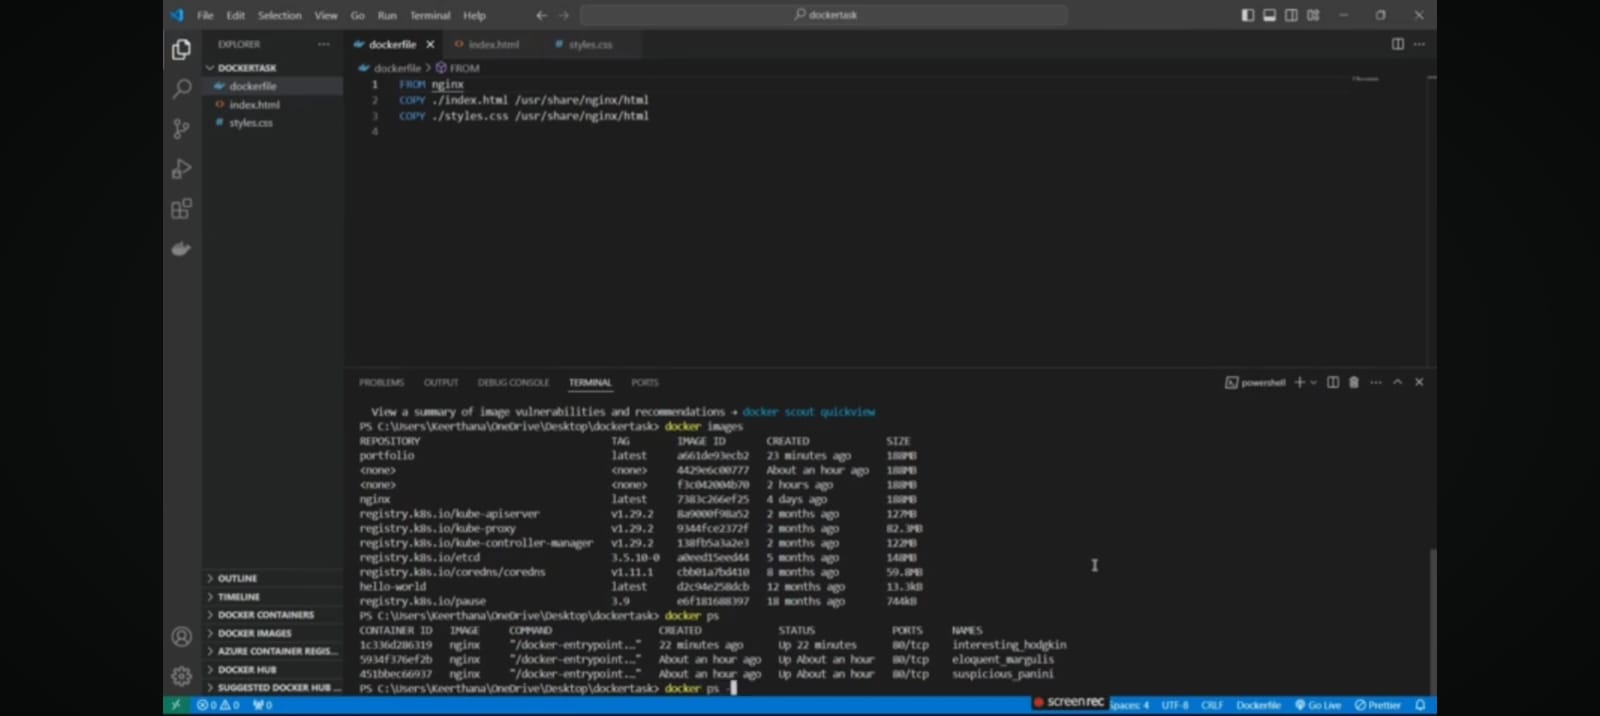 File Edit Selection View Go Run Terminal Help
dockertask
EXPLORER
dockerfile
index.html
styles.css
DOCKERTASK
dockerfile
index.html
styles.css
dockerfile > FROM
1 FROM nginx
2 COPY ./index.html /usr/share/nginx/html
3 COPY ./styles.css /usr/share/nginx/html
4
OUTLINE
TIMELINE
DOCKER CONTAINERS
DOCKER IMAGES
AZURE CONTAINER REGIS...
DOCKER HUB
SUGGESTED DOCKER HUB ...
PROBLEMS OUTPUT DEBUG CONSOLE TERMINAL PORTS
powershell
View a summary of image vulnerabilities and recommendations → docker scout quickview
PS C:\Users\Keerthana\OneDrive\Desktop\dockertask> docker images
REPOSITORY TAG IMAGE ID CREATED SIZE
portfolio latest a661de93ecb2 23 minutes ago 188MB
<none> <none> 4429e6c00777 About an hour ago 188MB
<none> <none> f3c042004b70 2 hours ago 188MB
nginx latest 7383c266ef25 4 days ago 188MB
registry.k8s.io/kube-apiserver v1.29.2 8a9000f98a52 2 months ago 127MB
registry.k8s.io/kube-proxy v1.29.2 9344fce2372f 2 months ago 82.3MB
registry.k8s.io/kube-controller-manager v1.29.2 138fb5a3a2e3 2 months ago 122MB
registry.k8s.io/etcd 3.5.10-0 a0eed15eed44 5 months ago 148MB
registry.k8s.io/coredns/coredns v1.11.1 cbb01a7bd410 8 months ago 59.8MB
hello-world latest d2c94e258dcb 12 months ago 13.3kB
registry.k8s.io/pause 3.9 e6f181688397 18 months ago 744kB
PS C:\Users\Keerthana\OneDrive\Desktop\dockertask> docker ps
CONTAINER ID IMAGE COMMAND CREATED STATUS PORTS NAMES
1c336d286319 nginx "/docker-entrypoint.…" 22 minutes ago Up 22 minutes 80/tcp interesting_hodgkin
5934f376ef2b nginx "/docker-entrypoint.…" About an hour ago Up About an hour 80/tcp eloquent_margulis
451bbec66937 nginx "/docker-entrypoint.…" About an hour ago Up About an hour 80/tcp suspicious_panini
PS C:\Users\Keerthana\OneDrive\Desktop\dockertask> docker ps -
0 0 0
screenrec
Spaces: 4 UTF-8 CRLF Dockerfile Go Live Prettier